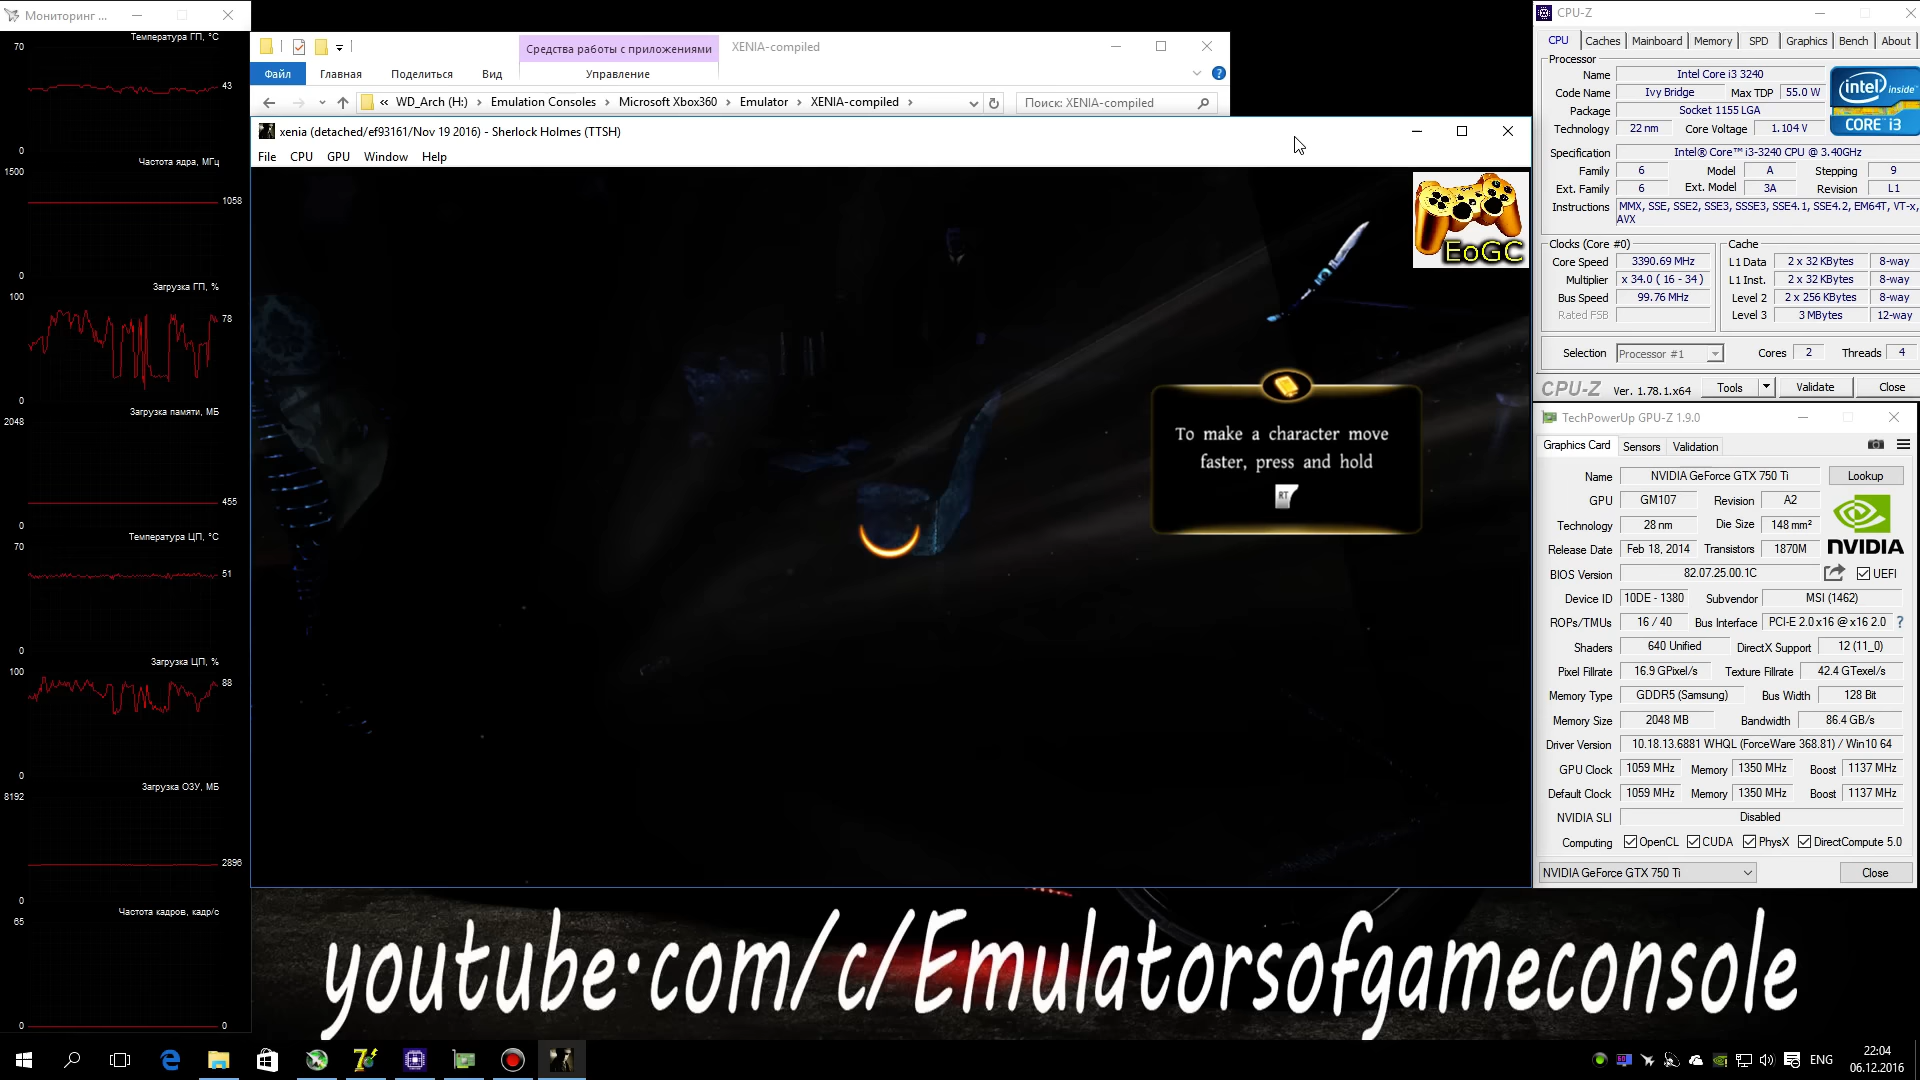 Мониторинг ...
Температура ГП, °C
70
43
0
Частота ядра, МГц
1500
1058
0
Загрузка ГП, %
100
78
0
Загрузка памяти, МБ
2048
455
0
Температура ЦП, °C
70
51
0
Загрузка ЦП, %
100
88
0
Загрузка ОЗУ, МБ
8192
2896
0
Частота кадров, кадр/с
65
0
0
Средства работы с приложениями
XENIA-compiled
Файл Главная Поделиться Вид Управление
« WD_Arch (H:) › Emulation Consoles › Microsoft Xbox360 › Emulator › XENIA-compiled ›
Поиск: XENIA-compiled
xenia (detached/ef93161/Nov 19 2016) - Sherlock Holmes (TTSH)
File CPU GPU Window Help
EoGC
To make a character move
faster, press and hold
RT
CPU-Z
CPU Caches Mainboard Memory SPD Graphics Bench About
Processor
Name Intel Core i3 3240
Code Name Ivy Bridge Max TDP 55.0 W
Package Socket 1155 LGA
Technology 22 nm Core Voltage 1.104 V
intel inside™
CORE i3
Specification Intel® Core™ i3-3240 CPU @ 3.40GHz
Family 6 Model A Stepping 9
Ext. Family 6 Ext. Model 3A Revision L1
Instructions MMX, SSE, SSE2, SSE3, SSSE3, SSE4.1, SSE4.2, EM64T, VT-x,
AVX
Clocks (Core #0)
Core Speed 3390.69 MHz
Multiplier x 34.0 ( 16 - 34 )
Bus Speed 99.76 MHz
Rated FSB
Cache
L1 Data 2 x 32 KBytes 8-way
L1 Inst. 2 x 32 KBytes 8-way
Level 2 2 x 256 KBytes 8-way
Level 3 3 MBytes 12-way
Selection Processor #1 Cores 2 Threads 4
CPU-Z Ver. 1.78.1.x64 Tools Validate Close
TechPowerUp GPU-Z 1.9.0
Graphics Card Sensors Validation
Name NVIDIA GeForce GTX 750 Ti Lookup
GPU GM107 Revision A2
Technology 28 nm Die Size 148 mm²
Release Date Feb 18, 2014 Transistors 1870M
NVIDIA
BIOS Version 82.07.25.00.1C UEFI
Device ID 10DE - 1380 Subvendor MSI (1462)
ROPs/TMUs 16 / 40 Bus Interface PCI-E 2.0 x16 @ x16 2.0 ?
Shaders 640 Unified DirectX Support 12 (11_0)
Pixel Fillrate 16.9 GPixel/s Texture Fillrate 42.4 GTexel/s
Memory Type GDDR5 (Samsung) Bus Width 128 Bit
Memory Size 2048 MB Bandwidth 86.4 GB/s
Driver Version 10.18.13.6881 WHQL (ForceWare 368.81) / Win10 64
GPU Clock 1059 MHz Memory 1350 MHz Boost 1137 MHz
Default Clock 1059 MHz Memory 1350 MHz Boost 1137 MHz
NVIDIA SLI Disabled
Computing OpenCL CUDA PhysX DirectCompute 5.0
NVIDIA GeForce GTX 750 Ti Close
youtube.com/c/Emulatorsofgameconsole
ENG
22:04
06.12.2016